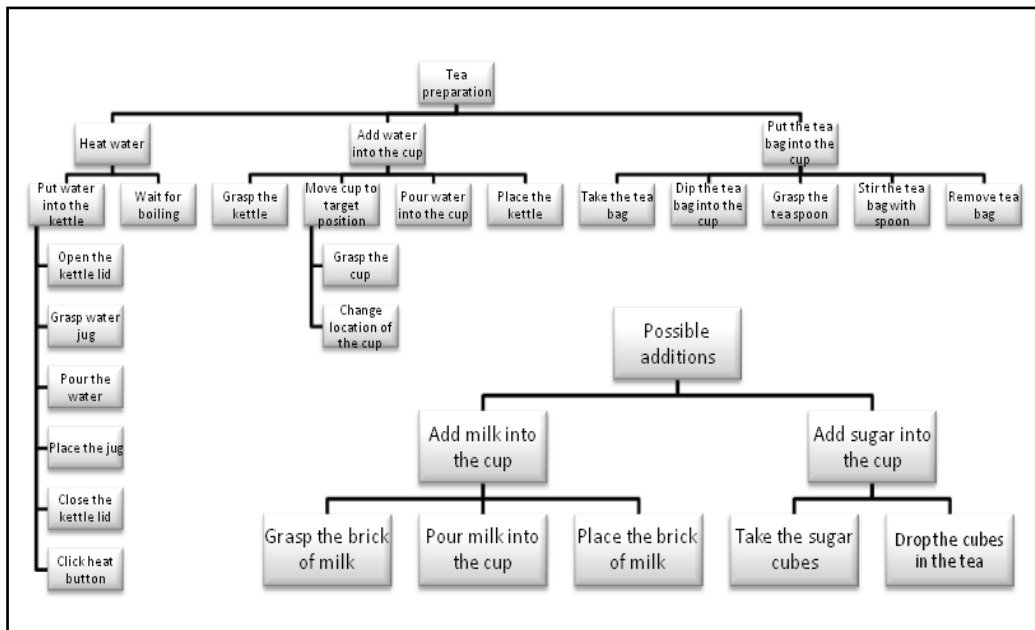 Tea
preparation
Heat water
Add water
into the cup
Put the tea
bag into the
cup
Put water
into the kettle
Wait for
boiling
Grasp the
kettle
Move cup to
target
position
Pour water
into the cup
Place the
kettle
Take the tea
bag
Dip the tea
bag into the
cup
Grasp the
tea spoon
Stir the tea
bag with
spoon
Remove tea
bag
Open the
kettle lid
Grasp water
jug
Pour the
water
Place the jug
Close the
kettle lid
Click heat
button
Grasp the
cup
Change
location of
the cup
Possible
additions
Add milk into
the cup
Add sugar into
the cup
Grasp the brick
of milk
Pour milk into
the cup
Place the brick
of milk
Take the sugar
cubes
Drop the cubes
in the tea